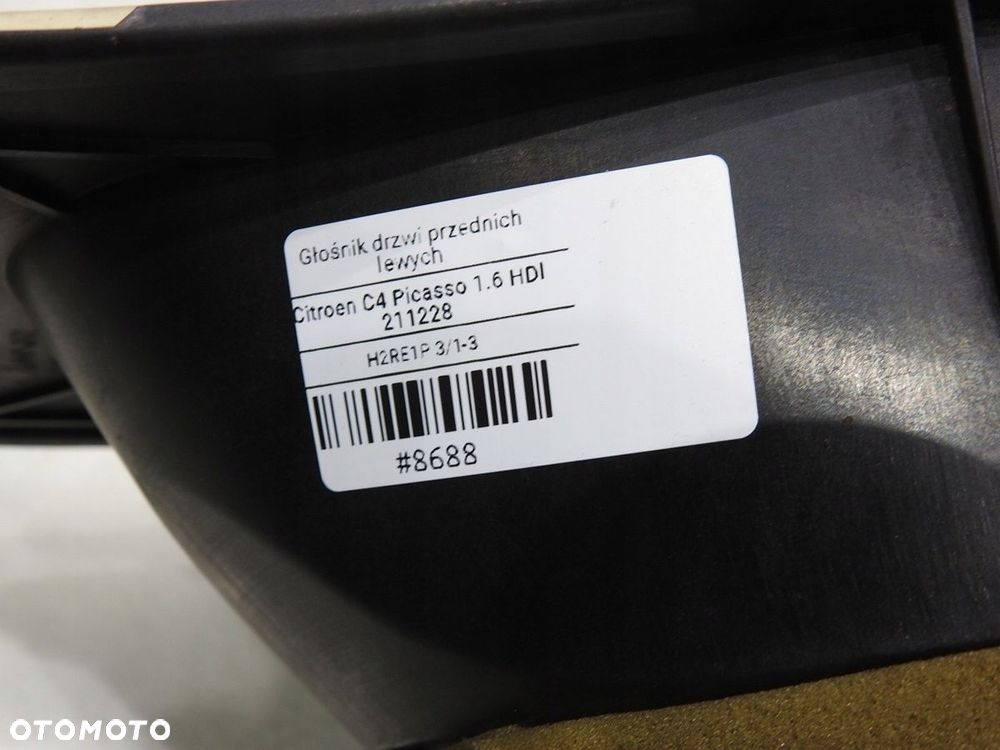 Głośnik drzwi przednich
lewych
Citroen C4 Picasso 1.6 HDI
211228
H2RE1P 3/1-3
#8688
OTOMOTO